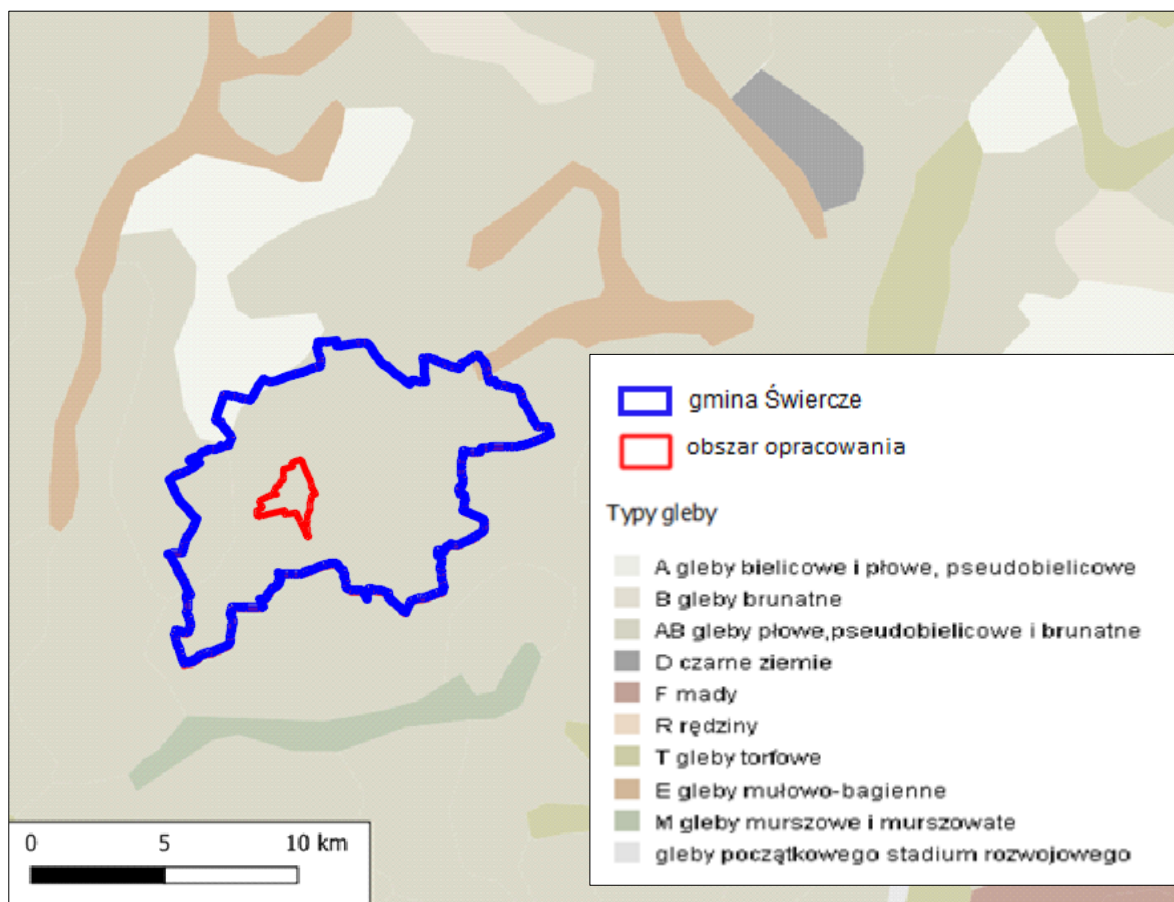 gmina Świercze
obszar opracowania
Typy gleby
A gleby bielicowe i płowe, pseudobielicowe
B gleby brunatne
AB gleby płowe,pseudobielicowe i brunatne
D czarne ziemie
F mady
R rędziny
T gleby torfowe
E gleby mułowo-bagienne
M gleby murszowe i murszowate
gleby początkowego stadium rozwojowego
0 5 10 km